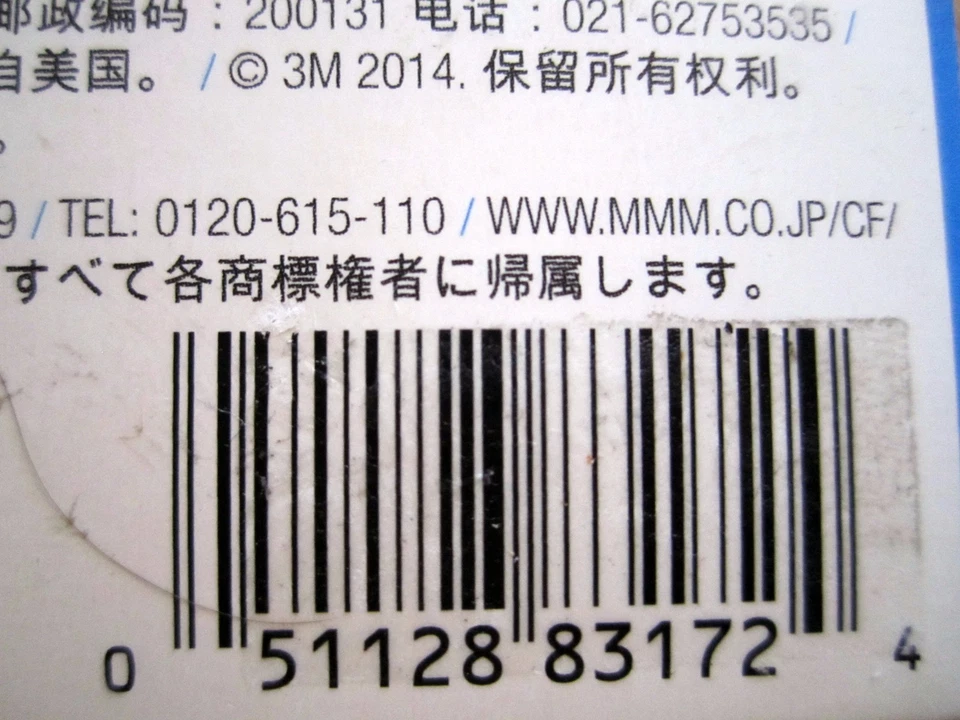 邮政编码 : 200131 电话 : 021-62753535 /
自美国。 / © 3M 2014. 保留所有权利。
。
9 / TEL: 0120-615-110 / WWW.MMM.CO.JP/CF/
すべて各商標権者に帰属します。
0 51128 83172 4